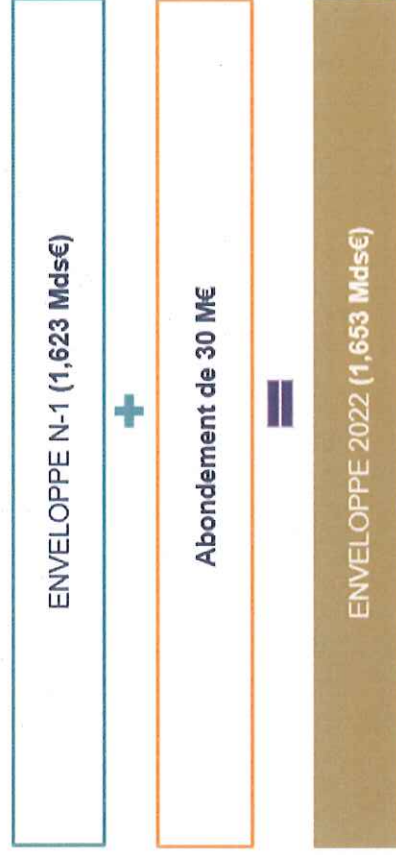 ENVELOPPE N-1 (1,623 Mds€)
+
Abondement de 30 M€
=
ENVELOPPE 2022 (1,653 Mds€)